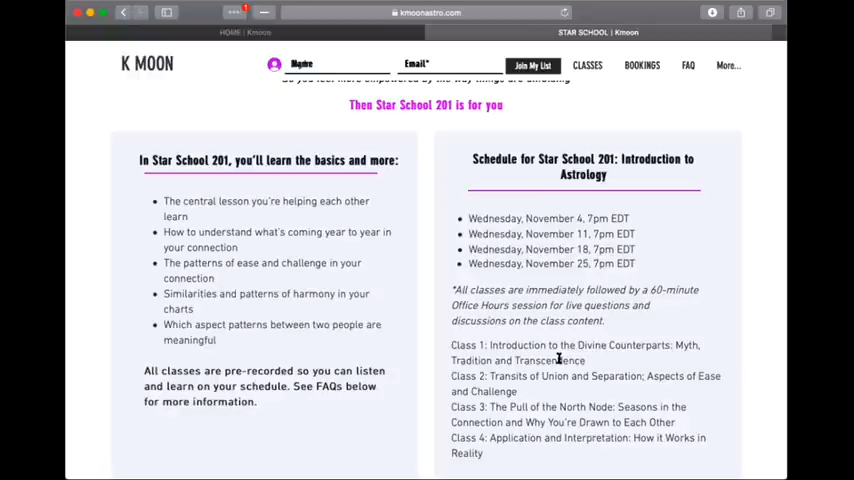 kmoonastro.com
HOME | Kmoon
STAR SCHOOL | Kmoon
K MOON
Email*
Join My List
CLASSES
BOOKINGS
FAQ
More...
Then Star School 201 is for you
In Star School 201, you'll learn the basics and more:
• The central lesson you're helping each other
learn
• How to understand what's coming year to year in
your connection
• The patterns of ease and challenge in your
connection
• Similarities and patterns of harmony in your
charts
• Which aspect patterns between two people are
meaningful
All classes are pre-recorded so you can listen
and learn on your schedule. See FAQs below
for more information.
Schedule for Star School 201: Introduction to
Astrology
• Wednesday, November 4, 7pm EDT
• Wednesday, November 11, 7pm EDT
• Wednesday, November 18, 7pm EDT
• Wednesday, November 25, 7pm EDT
*All classes are immediately followed by a 60-minute
Office Hours session for live questions and
discussions on the class content.
Class 1: Introduction to the Divine Counterparts: Myth,
Tradition and Transcendence
Class 2: Transits of Union and Separation; Aspects of Ease
and Challenge
Class 3: The Pull of the North Node: Seasons in the
Connection and Why You're Drawn to Each Other
Class 4: Application and Interpretation: How it Works in
Reality